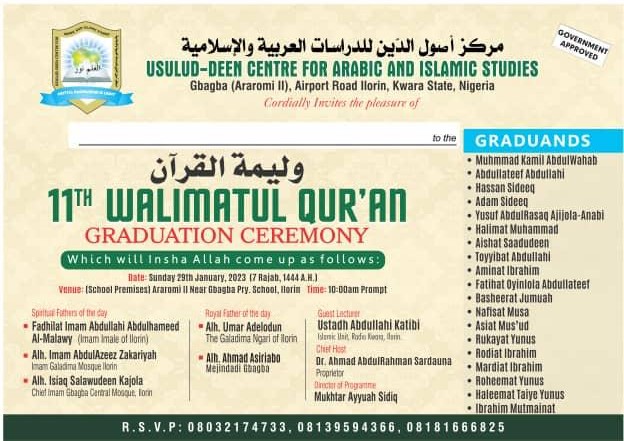 مركز أصول الدّين للدراسات العربية والإسلامية
USULUD-DEEN CENTRE FOR ARABIC AND ISLAMIC STUDIES
Gbagba (Araromi II), Airport Road Ilorin, Kwara State, Nigeria
Cordially Invites the pleasure of
GOVERNMENT
APPROVED
العلم نور
to the
وليمة القرآن
11TH WALIMATUL QUR'AN
GRADUATION CEREMONY
Which will Insha Allah come up as follows:
Date: Sunday 29th January, 2023 (7 Rajab, 1444 A.H.)
Venue: (School Premises) Araromi II Near Gbagba Pry. School, Ilorin Time: 10:00am Prompt
Spiritual Fathers of the day
Fadhilat Imam Abdullahi Abdulhameed
Al-Malawy (Imam Imale of Ilorin)
Alh. Imam AbdulAzeez Zakariyah
Imam Galadima Mosque Ilorin
Alh. Isiaq Salawudeen Kajola
Chief Imam Gbagba Central Mosque, Ilorin
Royal Father of the day
Alh. Umar Adelodun
The Galadima Ngari of Ilorin
Alh. Ahmad Asiriabo
Mejindadi Gbagba
Guest Lecturer
Ustadh Abdullahi Katibi
Islamic Unit, Radio Kwara, Ilorin.
Chief Host
Dr. Ahmad AbdulRahman Sardauna
Proprietor
Director of Programme
Mukhtar Ayyuah Sidiq
GRADUANDS
Muhmmad Kamil AbdulWahab
Abdullateef Abdullahi
Hassan Sideeq
Adam Sideeq
Yusuf AbdulRasaq Ajijola-Anabi
Halimat Muhammad
Aishat Saadudeen
Toyyibat Abdullahi
Aminat Ibrahim
Fatihat Oyinlola Abdullateef
Basheerat Jumuah
Nafisat Musa
Asiat Mus'ud
Rukayat Yunus
Rodiat Ibrahim
Mardiat Ibrahim
Roheemat Yunus
Haleemat Taiye Yunus
Ibrahim Mutmainat
R.S.V.P: 08032174733, 08139594366, 08181666825